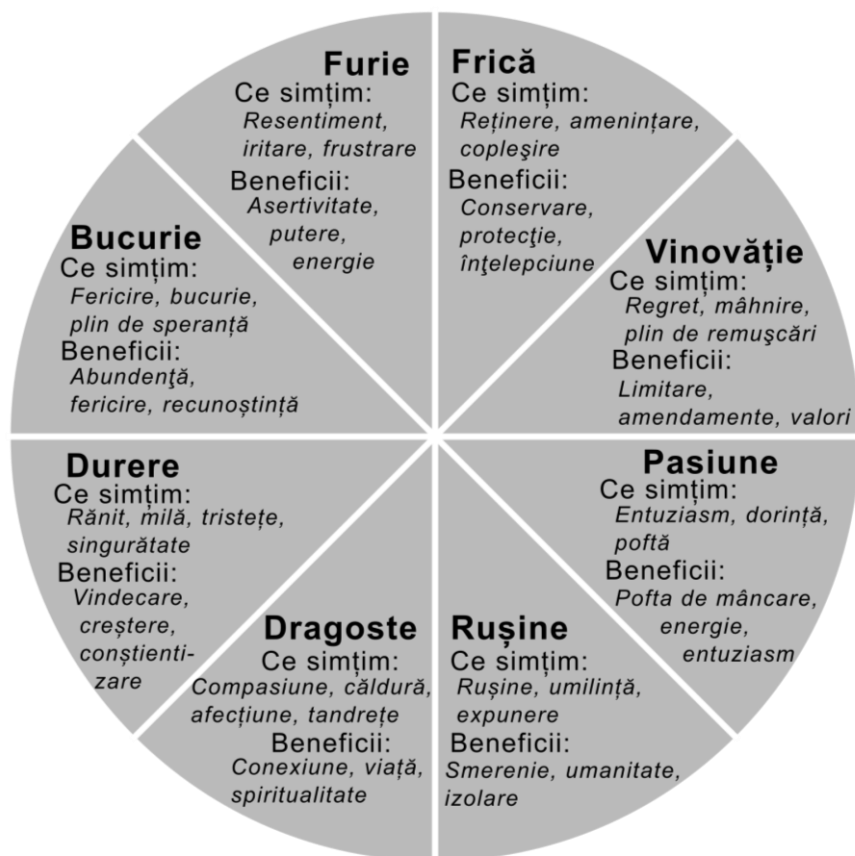 Furie
Ce simțim:
Resentiment,
iritare, frustrare
Beneficii:
Asertivitate,
putere,
energie
Frică
Ce simțim:
Reținere, amenințare,
copleşire
Beneficii:
Conservare,
protecţie,
înţelepciune
Vinovăție
Ce simțim:
Regret, mâhnire,
plin de remuşcări
Beneficii:
Limitare,
amendamente, valori
Pasiune
Ce simțim:
Entuziasm, dorință,
poftă
Beneficii:
Pofta de mâncare,
energie,
entuziasm
Rușine
Ce simțim:
Rușine, umilință,
expunere
Beneficii:
Smerenie, umanitate,
izolare
Dragoste
Ce simțim:
Compasiune, căldură,
afecțiune, tandrețe
Beneficii:
Conexiune, viață,
spiritualitate
Durere
Ce simțim:
Rănit, milă, tristețe,
singurătate
Beneficii:
Vindecare,
creștere,
conștienti-
zare
Bucurie
Ce simțim:
Fericire, bucurie,
plin de speranță
Beneficii:
Abundenţă,
fericire, recunoștință